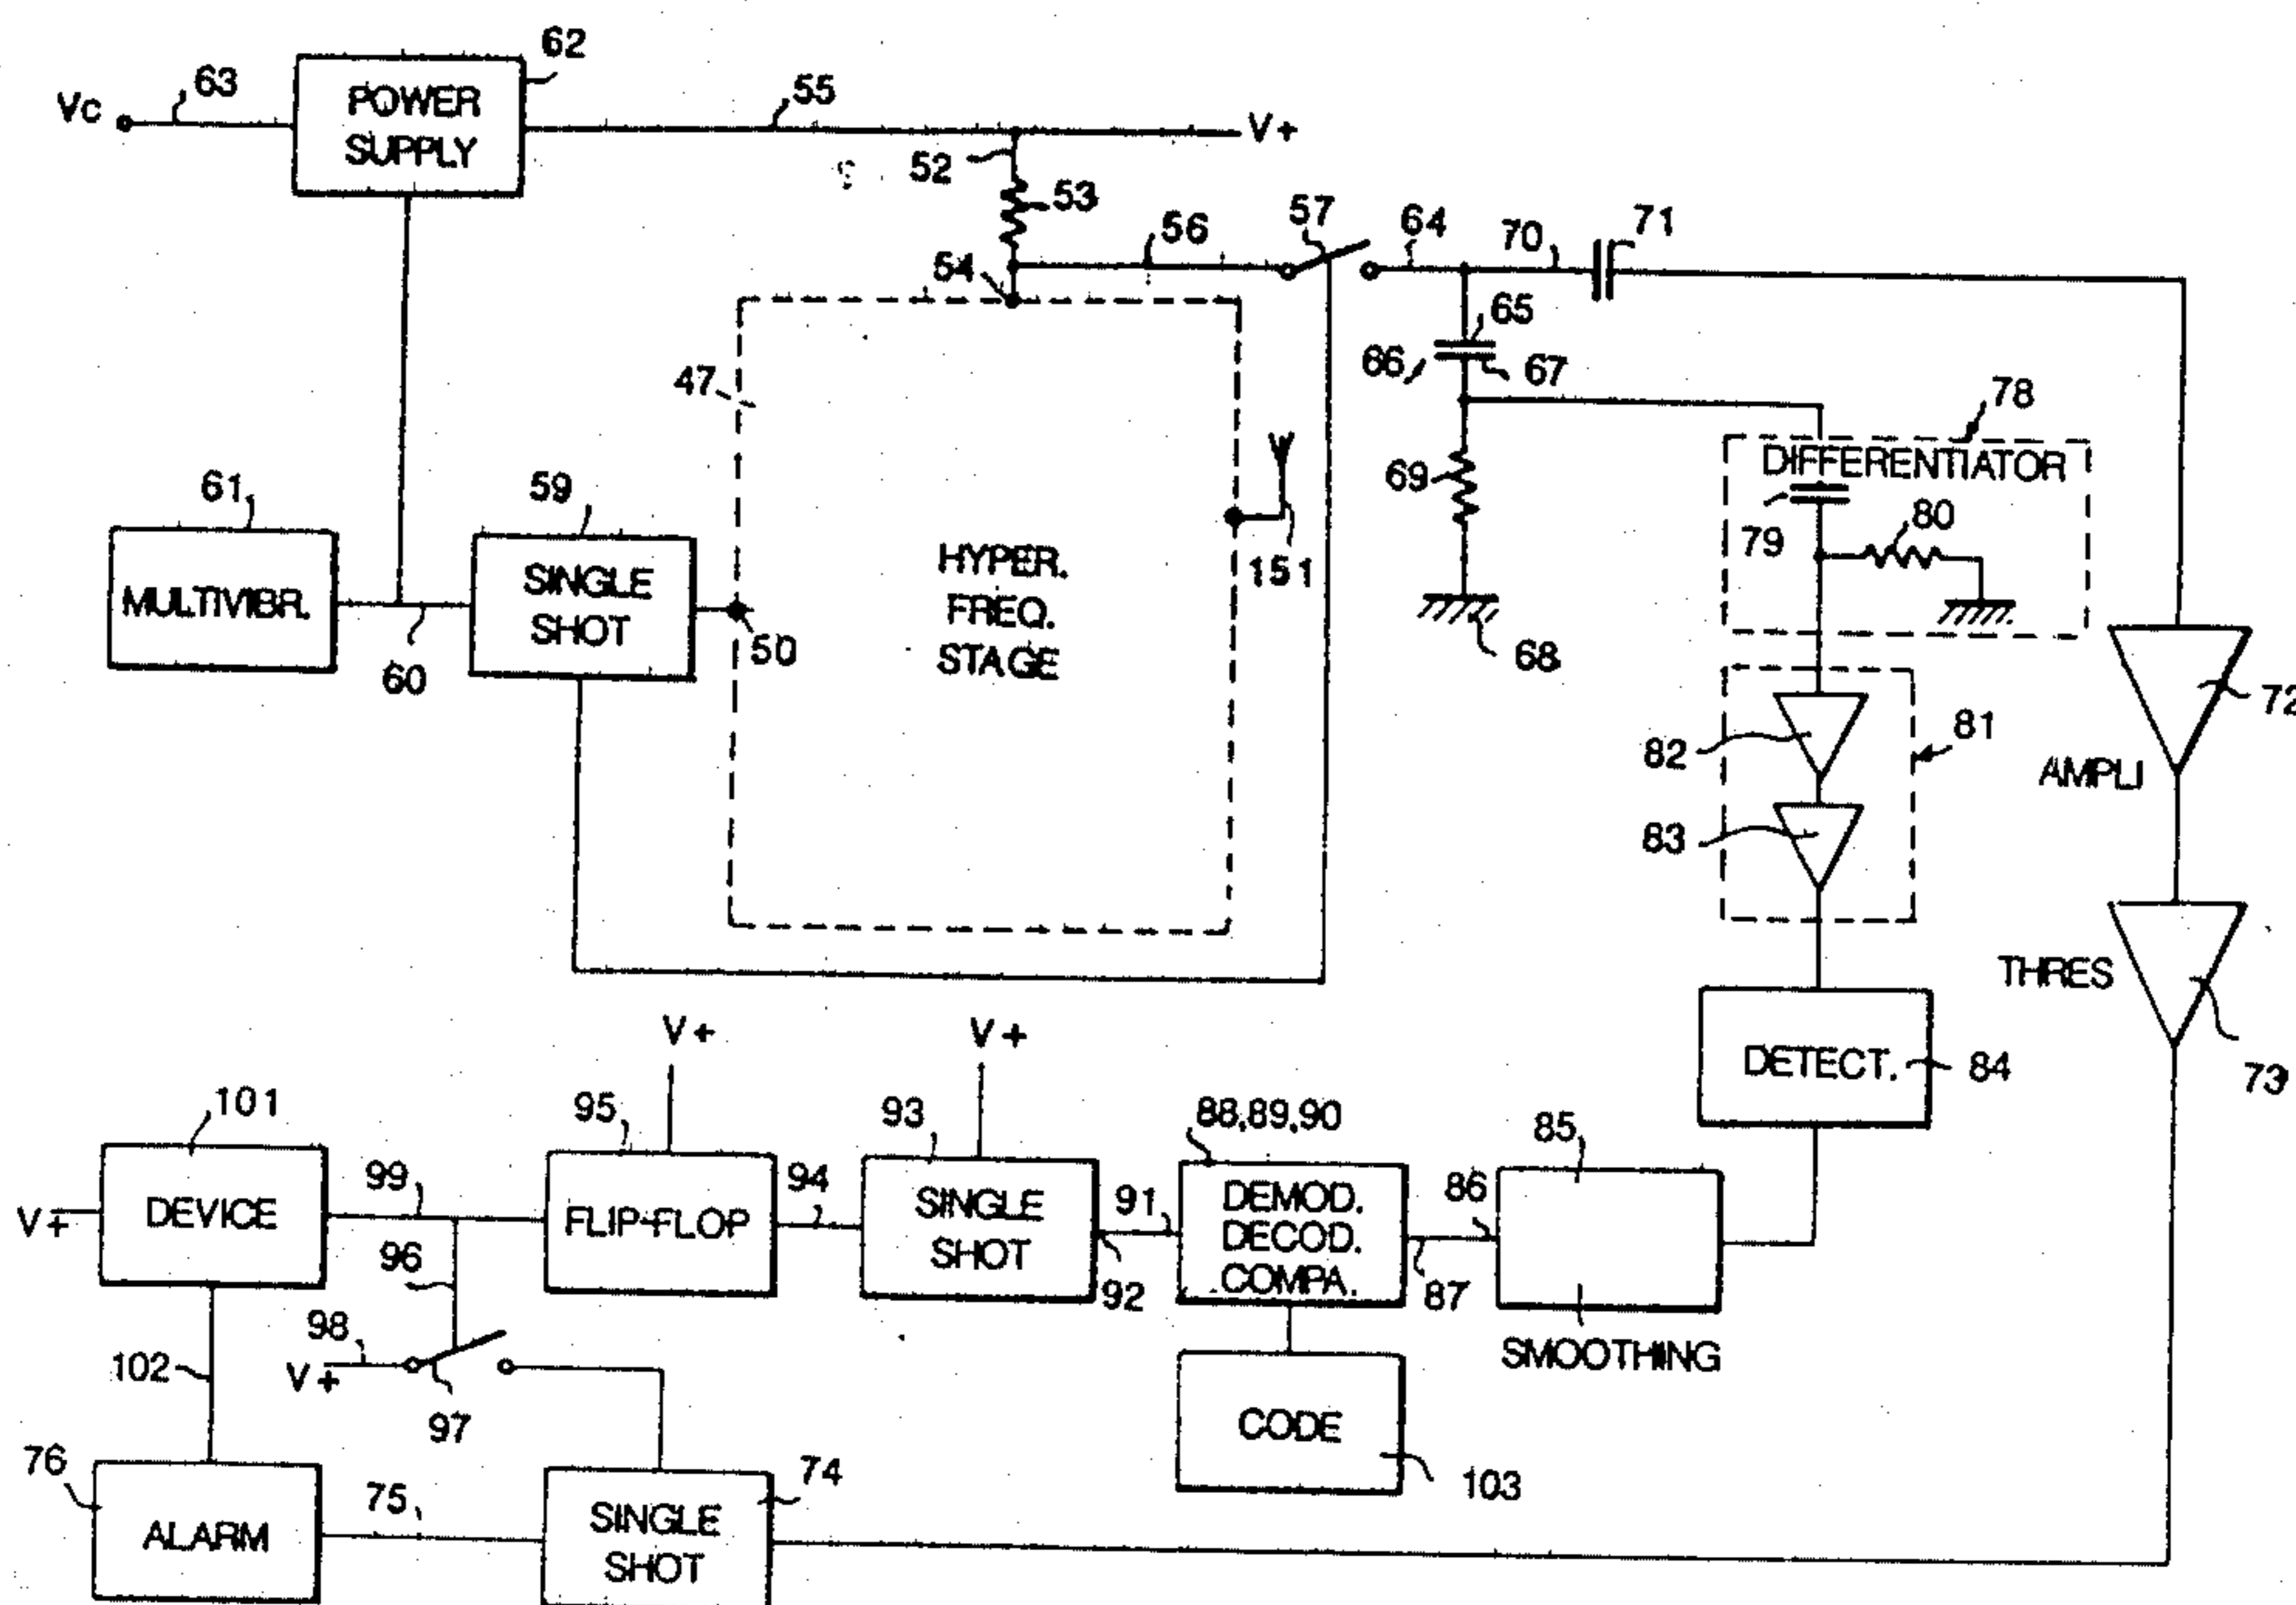 62
Vc
63
POWER
SUPPLY
55
V+
52
53
54
56
57
64
70
71
65
66
67
47
78
DIFFERENTIATOR
69
79
80
61
MULTIVIBR.
60
59
SINGLE
SHOT
50
HYPER.
FREQ.
STAGE
151
68
72
AMPLI
82
81
83
THRES
73
DETECT.
84
V+
V+
101
DEVICE
V+
99
95
FLIP-FLOP
94
93
SINGLE
SHOT
91
92
88,89,90
DEMOD.
DECOD.
COMPA.
87
86
85
SMOOTHING
96
98
V+
97
102
CODE
103
76
ALARM
75
SINGLE
SHOT
74